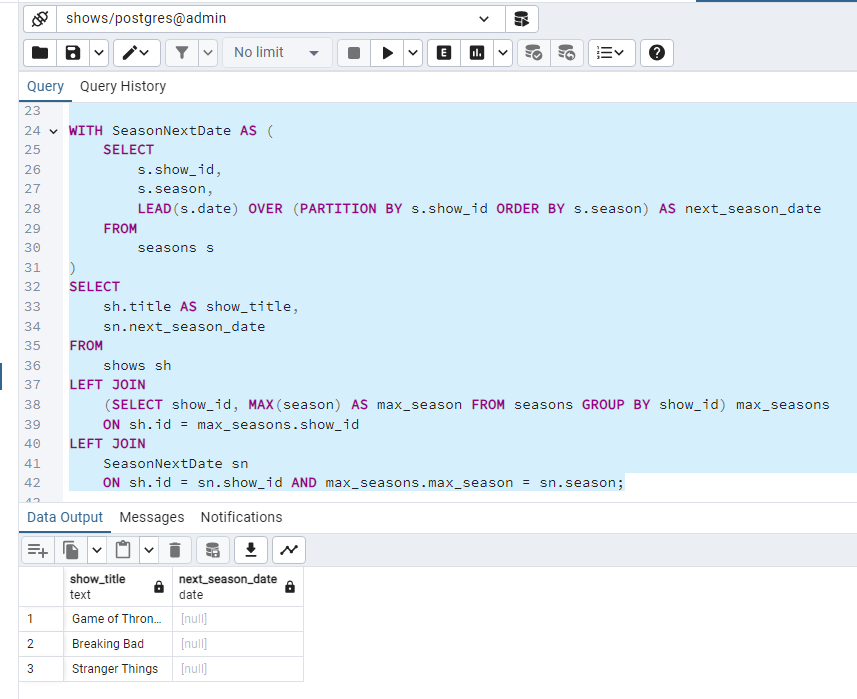 shows/postgres@admin
No limit
E
Query Query History
23
24 WITH SeasonNextDate AS (
25 SELECT
26 s.show_id,
27 s.season,
28 LEAD(s.date) OVER (PARTITION BY s.show_id ORDER BY s.season) AS next_season_date
29 FROM
30 seasons s
31 )
32 SELECT
33 sh.title AS show_title,
34 sn.next_season_date
35 FROM
36 shows sh
37 LEFT JOIN
38 (SELECT show_id, MAX(season) AS max_season FROM seasons GROUP BY show_id) max_seasons
39 ON sh.id = max_seasons.show_id
40 LEFT JOIN
41 SeasonNextDate sn
42 ON sh.id = sn.show_id AND max_seasons.max_season = sn.season;
43
Data Output Messages Notifications
show_title next_season_date
text date
1 Game of Thron… [null]
2 Breaking Bad [null]
3 Stranger Things [null]